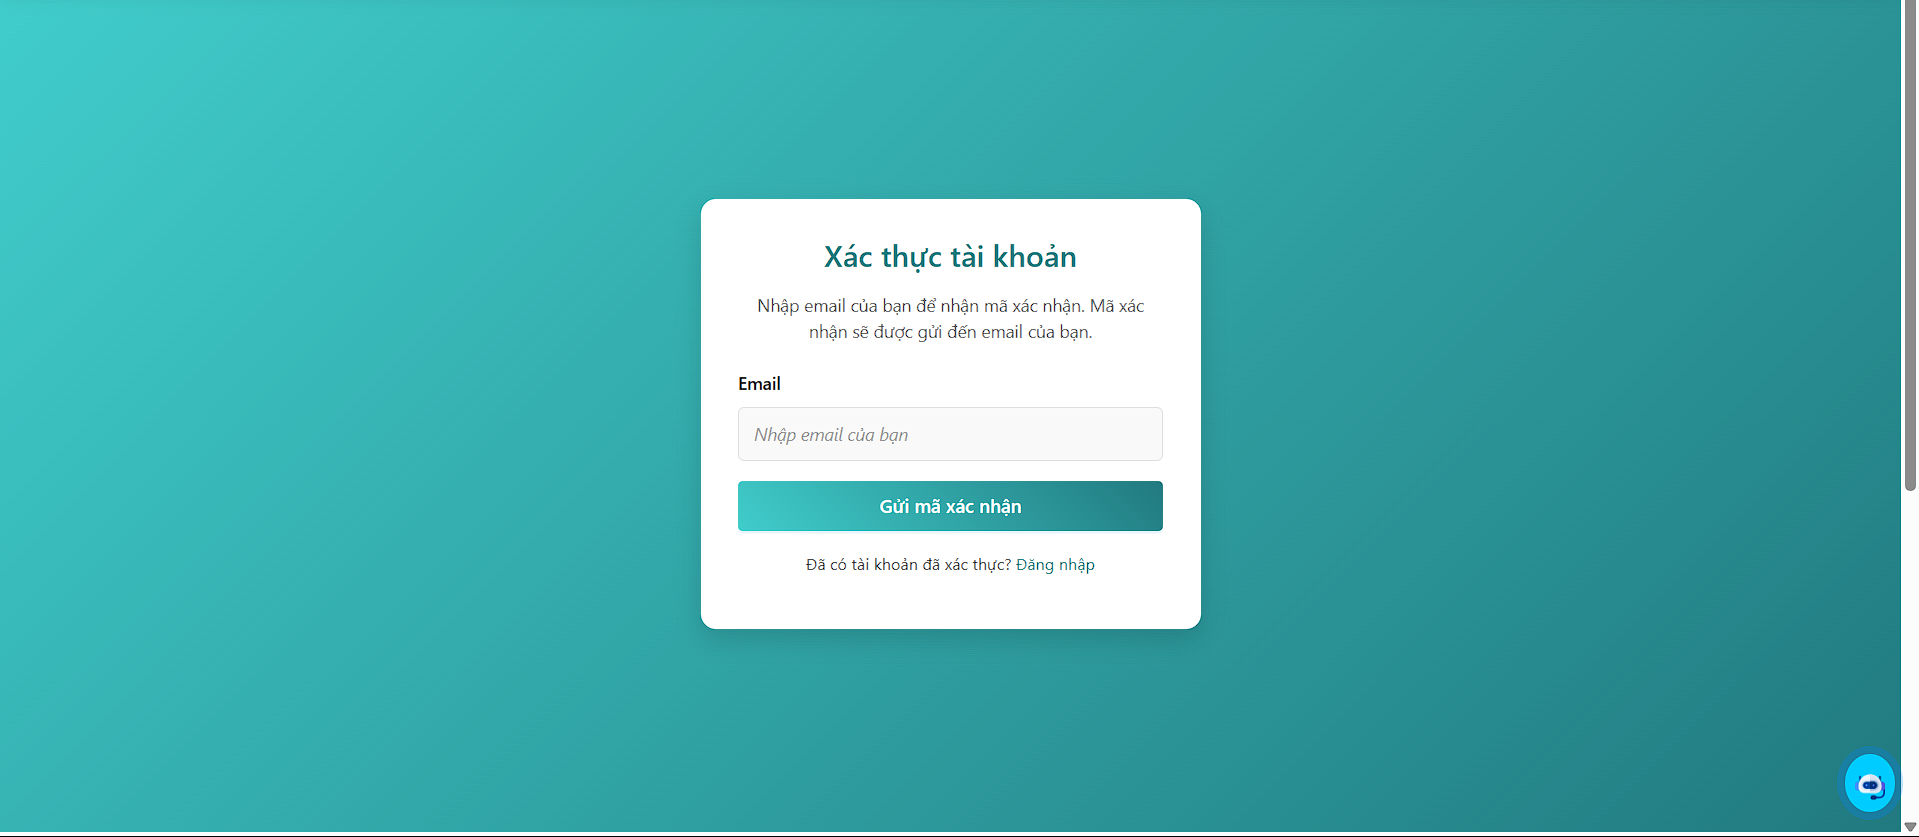 Xác thực tài khoản
Nhập email của bạn để nhận mã xác nhận. Mã xác
nhận sẽ được gửi đến email của bạn.
Email
Nhập email của bạn
Gửi mã xác nhận
Đã có tài khoản đã xác thực? Đăng nhập